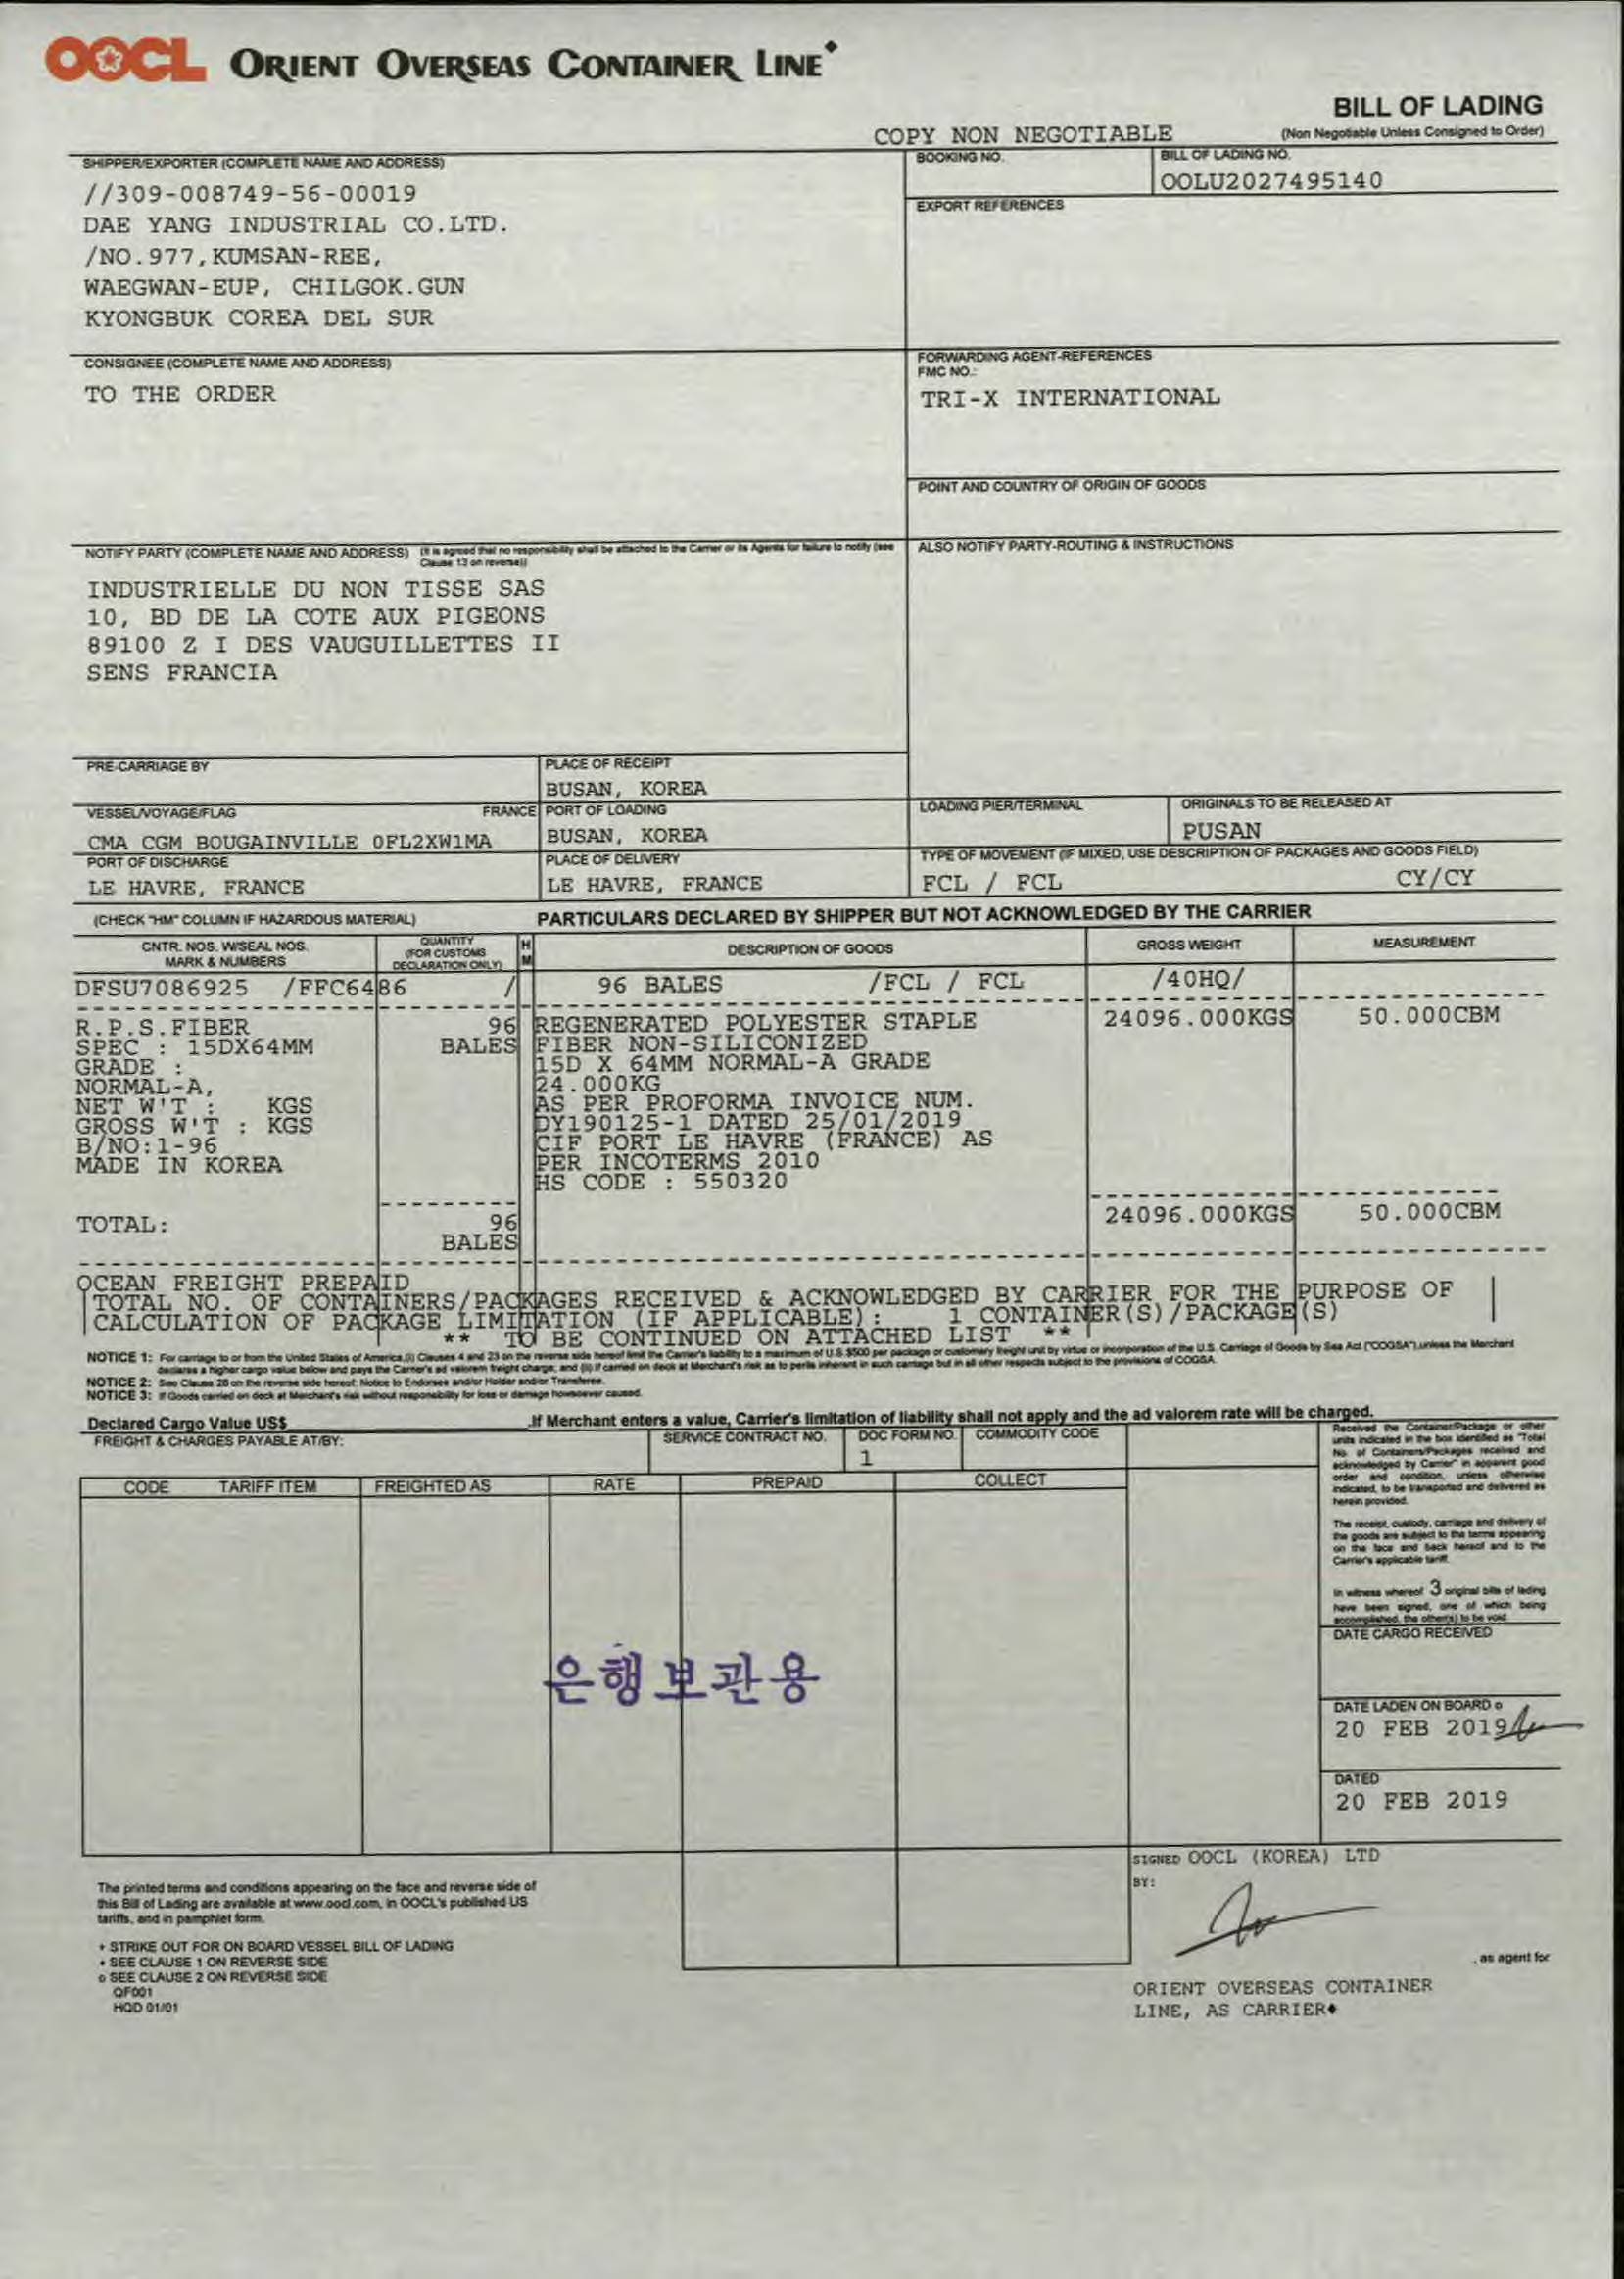 OOCL ORIENT OVERSEAS CONTAINER LINE
BILL OF LADING
COPY NON NEGOTIABLE
(Non Negotiable Unless Consigned to Order)
SHIPPER/EXPORTER (COMPLETE NAME AND ADDRESS)
//309-008749-56-00019
DAE YANG INDUSTRIAL CO.LTD.
/NO.977,KUMSAN-REE,
WAEGWAN-EUP, CHILGOK.GUN
KYONGBUK COREA DEL SUR
BOOKING NO.
BILL OF LADING NO.
OOLU2027495140
EXPORT REFERENCES
CONSIGNEE (COMPLETE NAME AND ADDRESS)
TO THE ORDER
FORWARDING AGENT-REFERENCES
FMC NO.:
TRI-X INTERNATIONAL
POINT AND COUNTRY OF ORIGIN OF GOODS
NOTIFY PARTY (COMPLETE NAME AND ADDRESS) (It is agreed that no responsibility shall be attached to the Carrier or its Agents for failure to notify (see
Clause 13 on reverse))
INDUSTRIELLE DU NON TISSE SAS
10, BD DE LA COTE AUX PIGEONS
89100 Z I DES VAUGUILLETTES II
SENS FRANCIA
ALSO NOTIFY PARTY-ROUTING & INSTRUCTIONS
PRE-CARRIAGE BY
PLACE OF RECEIPT
BUSAN, KOREA
VESSEL/VOYAGE/FLAG FRANCE
CMA CGM BOUGAINVILLE 0FL2XW1MA
PORT OF LOADING
BUSAN, KOREA
LOADING PIER/TERMINAL
ORIGINALS TO BE RELEASED AT
PUSAN
PORT OF DISCHARGE
LE HAVRE, FRANCE
PLACE OF DELIVERY
LE HAVRE, FRANCE
TYPE OF MOVEMENT (IF MIXED, USE DESCRIPTION OF PACKAGES AND GOODS FIELD)
FCL / FCL CY/CY
(CHECK "HM" COLUMN IF HAZARDOUS MATERIAL) PARTICULARS DECLARED BY SHIPPER BUT NOT ACKNOWLEDGED BY THE CARRIER
CNTR. NOS. W/SEAL NOS.
MARK & NUMBERS
QUANTITY
(FOR CUSTOMS
DECLARATION ONLY)
H
M
DESCRIPTION OF GOODS
GROSS WEIGHT
MEASUREMENT
DFSU7086925 /FFC6486 / 96 BALES /FCL / FCL /40HQ/
R.P.S.FIBER
SPEC : 15DX64MM
GRADE :
NORMAL-A,
NET W'T : KGS
GROSS W'T : KGS
B/NO:1-96
MADE IN KOREA
96
BALES
REGENERATED POLYESTER STAPLE
FIBER NON-SILICONIZED
15D X 64MM NORMAL-A GRADE
24.000KG
AS PER PROFORMA INVOICE NUM.
DY190125-1 DATED 25/01/2019
CIF PORT LE HAVRE (FRANCE) AS
PER INCOTERMS 2010
HS CODE : 550320
24096.000KGS
50.000CBM
TOTAL: 96 24096.000KGS 50.000CBM
BALES
OCEAN FREIGHT PREPAID
TOTAL NO. OF CONTAINERS/PACKAGES RECEIVED & ACKNOWLEDGED BY CARRIER FOR THE PURPOSE OF
CALCULATION OF PACKAGE LIMITATION (IF APPLICABLE): 1 CONTAINER(S)/PACKAGE(S)
** TO BE CONTINUED ON ATTACHED LIST **
NOTICE 1: For carriage to or from the United States of America,(i) Clauses 4 and 23 on the reverse side hereof limit the Carrier's liability to a maximum of U.S.$500 per package or customary freight unit by virtue or incorporation of the U.S. Carriage of Goods by Sea Act ("COGSA"),unless the Merchant
declares a higher cargo value below and pays the Carrier's ad valorem freight charge; and (ii) if carried on deck at Merchant's risk as to perils inherent in such carriage but in all other respects subject to the provisions of COGSA.
NOTICE 2: See Clause 28 on the reverse side hereof: Notice to Endorsee and/or Holder and/or Transferee.
NOTICE 3: If Goods carried on deck at Merchant's risk without responsibility for loss or damage howsoever caused.
Declared Cargo Value US$ .If Merchant enters a value, Carrier's limitation of liability shall not apply and the ad valorem rate will be charged.
FREIGHT & CHARGES PAYABLE AT/BY:
SERVICE CONTRACT NO.
DOC FORM NO.
1
COMMODITY CODE
CODE TARIFF ITEM FREIGHTED AS RATE PREPAID COLLECT
Received the Container/Package or other
units indicated in the box identified as "Total
No. of Containers/Packages received and
acknowledged by Carrier" in apparent good
order and condition, unless otherwise
indicated, to be transported and delivered as
herein provided.
The receipt, custody, carriage and delivery of
the goods are subject to the terms appearing
on the face and back hereof and to the
Carrier's applicable tariff.
In witness whereof 3 original bills of lading
have been signed, one of which being
accomplished, the other(s) to be void
DATE CARGO RECEIVED
은행보관용
DATE LADEN ON BOARD o
20 FEB 2019
DATED
20 FEB 2019
SIGNED OOCL (KOREA) LTD
BY:
, as agent for
ORIENT OVERSEAS CONTAINER
LINE, AS CARRIER♦
The printed terms and conditions appearing on the face and reverse side of
this Bill of Lading are available at www.oocl.com, in OOCL's published US
tariffs, and in pamphlet form.
+ STRIKE OUT FOR ON BOARD VESSEL BILL OF LADING
• SEE CLAUSE 1 ON REVERSE SIDE
o SEE CLAUSE 2 ON REVERSE SIDE
QF001
HQD 01/01